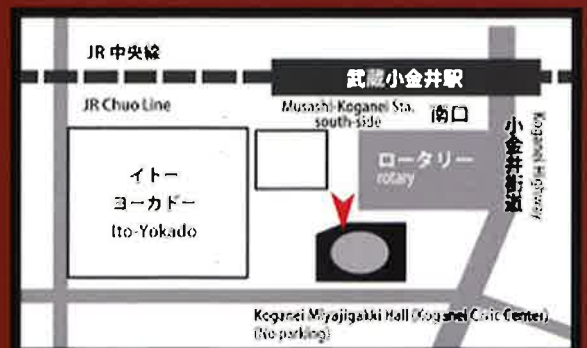 JR 中央線
武蔵小金井駅
JR Chuo Line
Musashi-Koganei Sta.
south-side
南口
小金井街道
Koganei Highway
ロータリー
rotary
イトー
ヨーカドー
Ito-Yokado
Koganei Miyajigakki Hall (Koganei Civic Center)
(No parking)